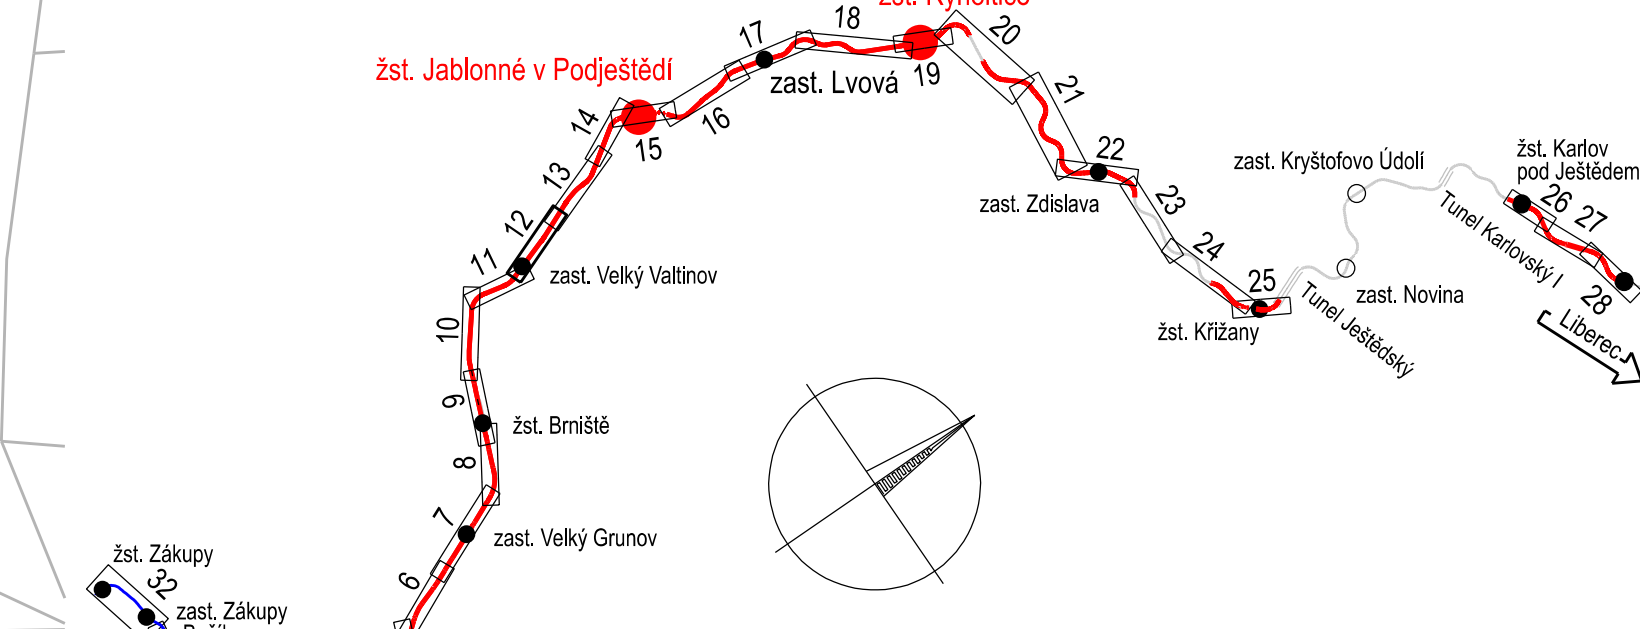 18
17
20
žst. Jablonné v Podještědí
zast. Lvová
19
21
16
14
15
22
žst. Karlov
pod Ještědem
zast. Kryštofovo Údolí
13
zast. Zdislava
23
26
27
12
Tunel Karlovský I
24
11
zast. Velký Valtinov
25
zast. Novina
28
Tunel Ještědský
Liberec
10
žst. Křižany
9
žst. Brniště
8
7
zast. Velký Grunov
žst. Zákupy
32
6
zast. Zákupy